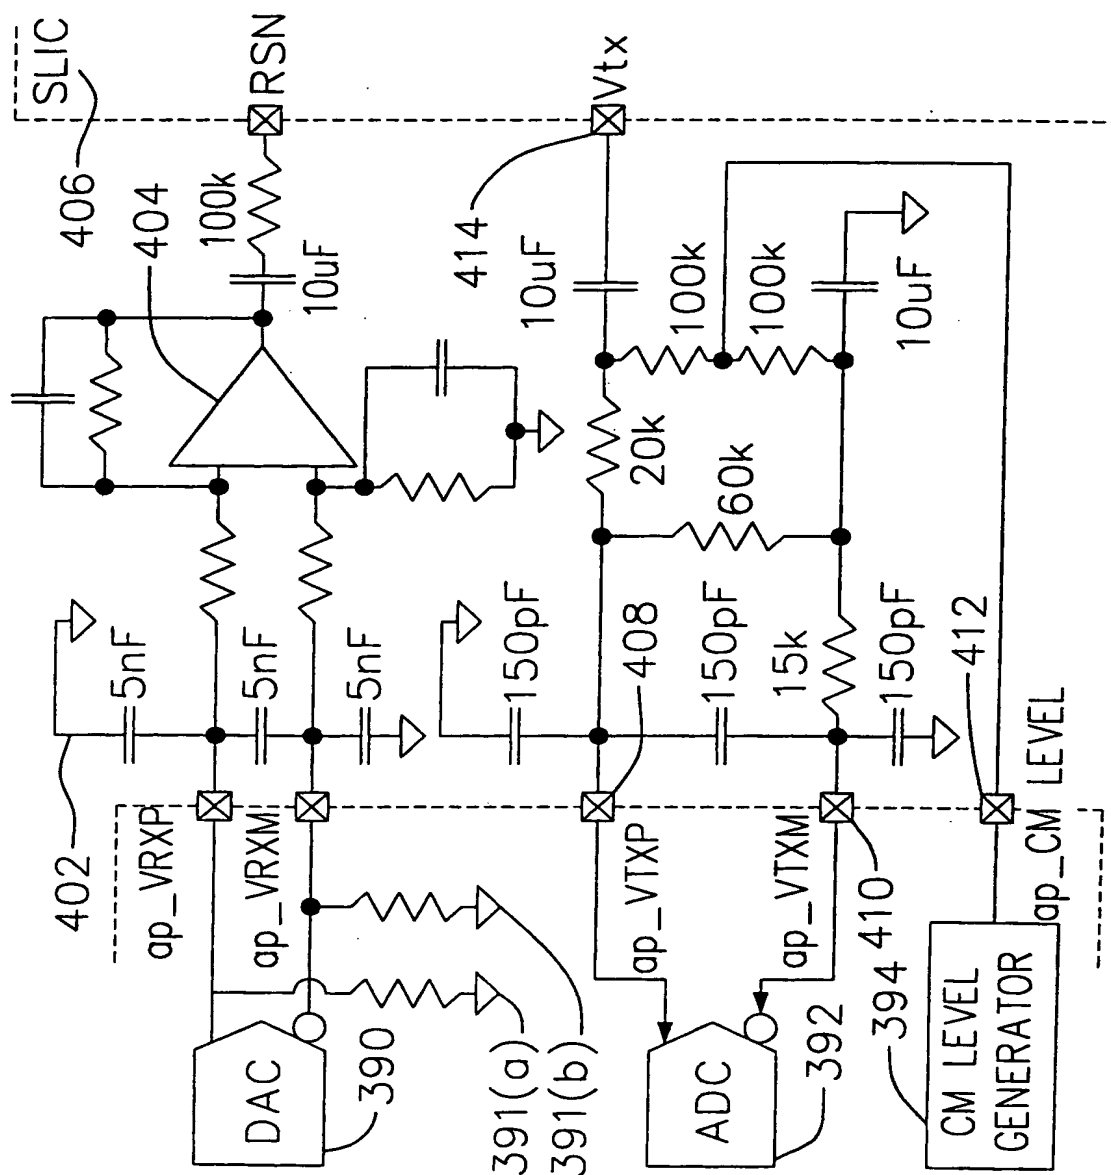 SLIC
406
RSN
404
100k
10uF
402
5nF
5nF
5nF
ap_VRXP
ap_VRXM
DAC
390
391(a)
391(b)
Vtx
414
10uF
100k
100k
10uF
20k
60k
150pF
150pF
15k
150pF
408
410
412
ap_VTXP
ap_VTXM
ap_CM LEVEL
ADC
392
394
CM LEVEL
GENERATOR